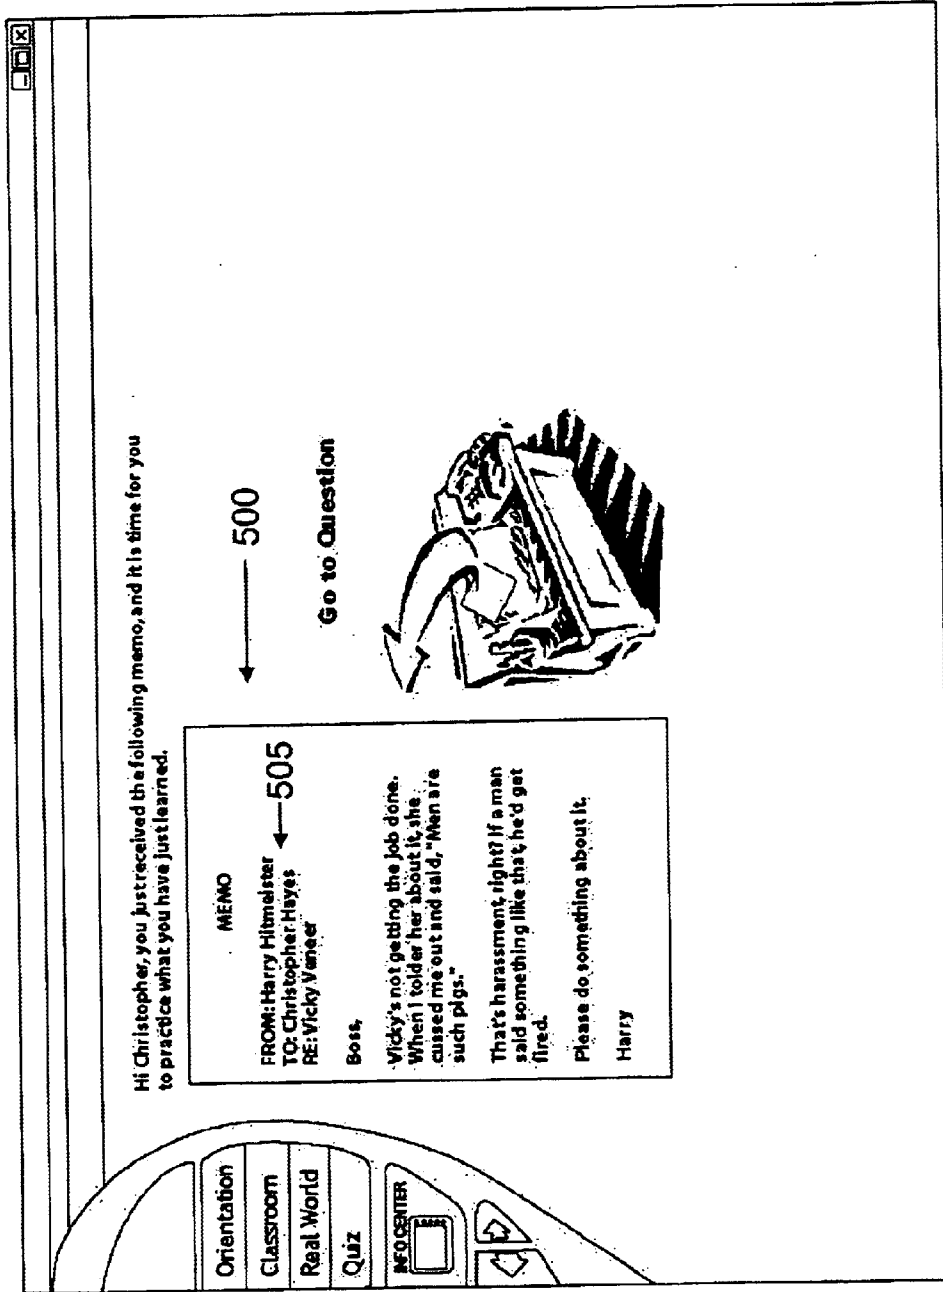 Hi Christopher, you just received the following memo, and it is time for you
to practice what you have just learned.
500
MEMO
505
FROM: Harry Hitmeister
TO: Christopher Hayes
RE: Vicky Veneer
Boss,
Vicky's not getting the job done.
When I tolder her about it, she
cussed me out and said, "Men are
such pigs."
That's harassment, right? If a man
said something like that, he'd get
fired.
Please do something about it.
Harry
Go to Question
Orientation
Classroom
Real World
Quiz
INFO CENTER